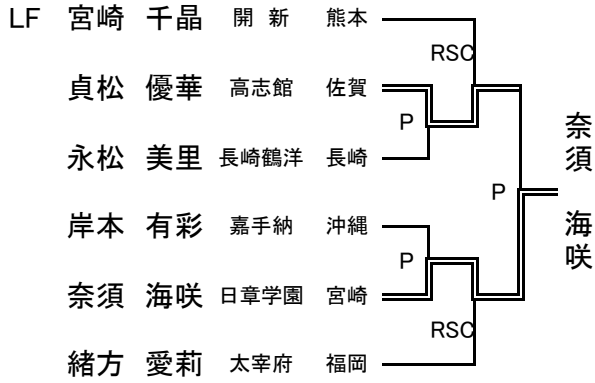 LF 宮崎 千晶 開 新 熊本
RSC
貞松 優華 高志館 佐賀
P
永松 美里 長崎鶴洋 長崎
P
奈須 海咲
岸本 有彩 嘉手納 沖縄
P
奈須 海咲 日章学園 宮崎
RSC
緒方 愛莉 太宰府 福岡